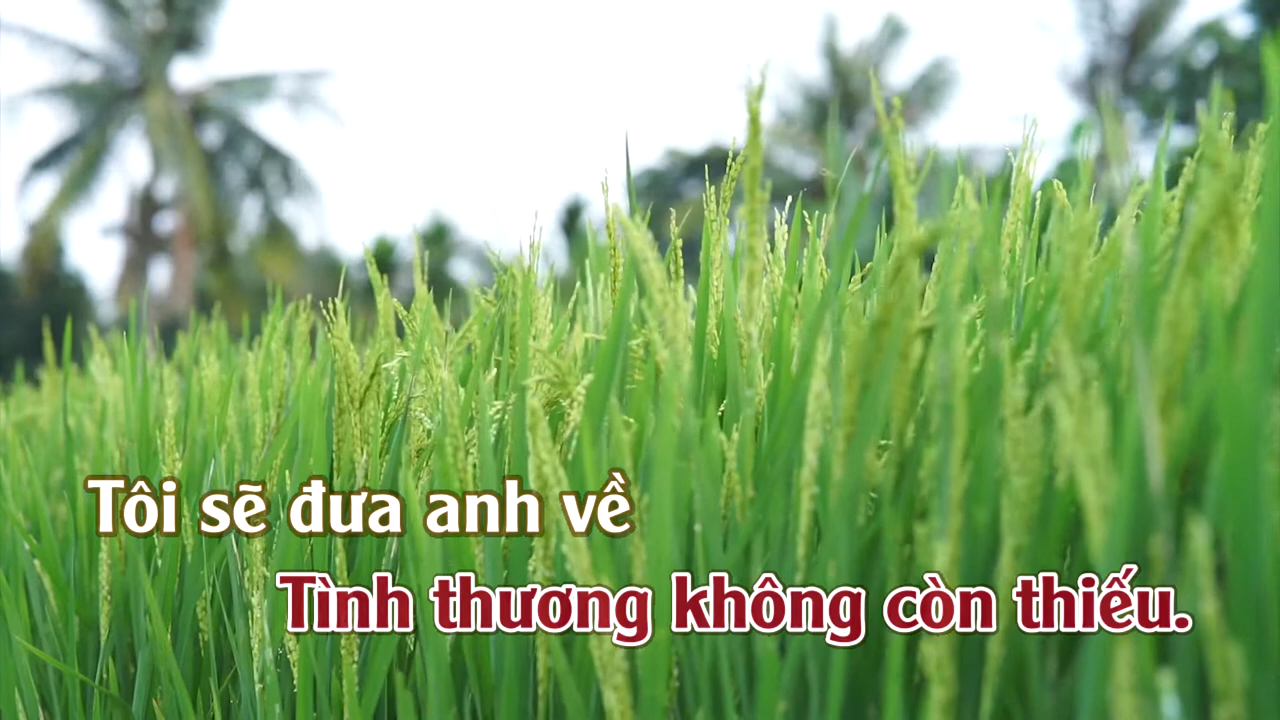 Tôi sẽ đưa anh về
Tình thương không còn thiếu.